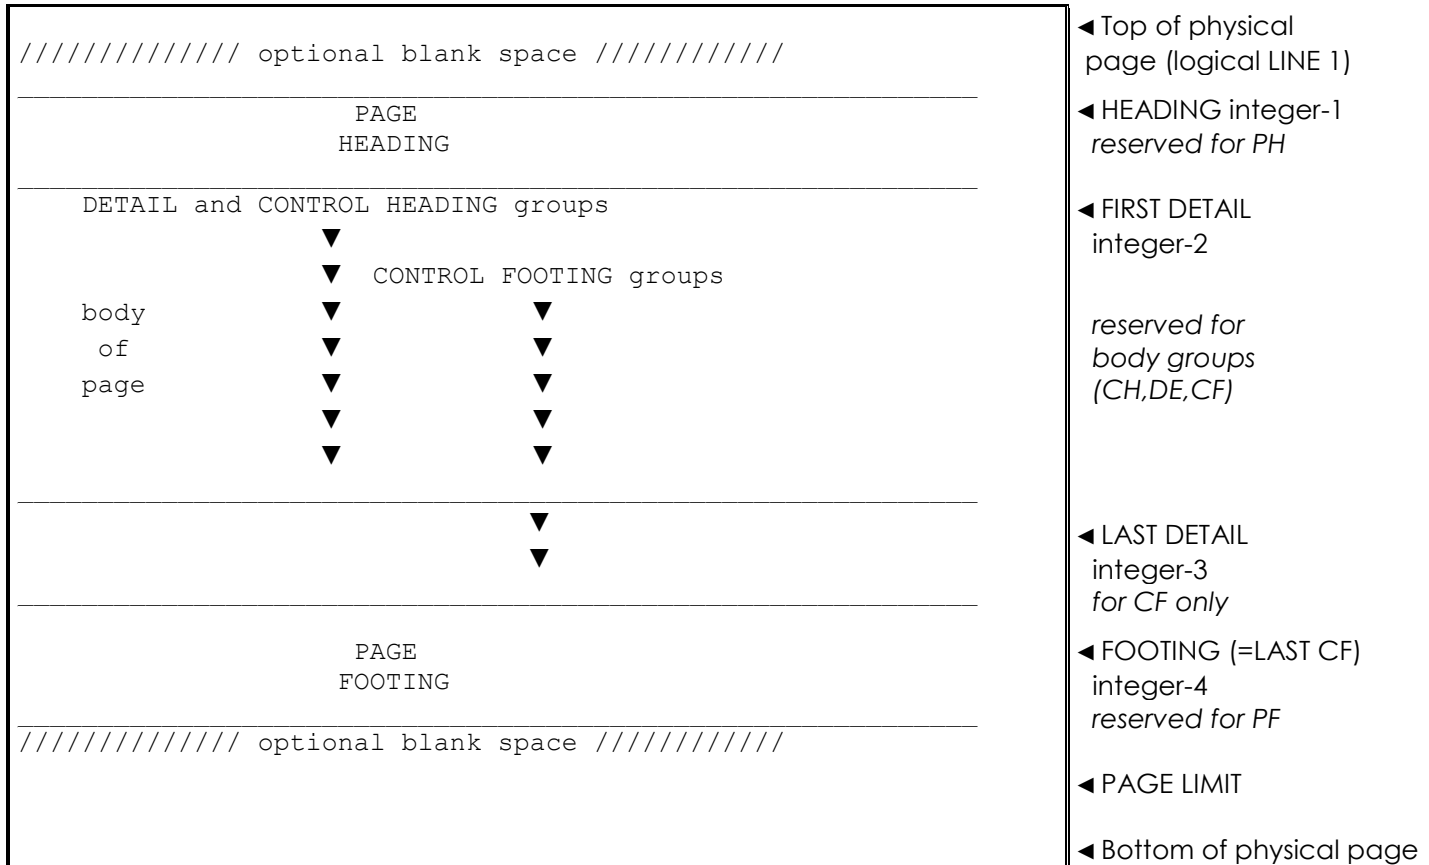 ◄ Top of physical
////////////// optional blank space ////////////
page (logical LINE 1)
PAGE
◄ HEADING integer-1
HEADING
reserved for PH
DETAIL and CONTROL HEADING groups
◄ FIRST DETAIL
▼
integer-2
▼ CONTROL FOOTING groups
body ▼ ▼
reserved for
of ▼ ▼
body groups
page ▼ ▼
(CH,DE,CF)
▼ ▼
▼ ▼
▼
◄ LAST DETAIL
▼
integer-3
for CF only
PAGE
◄ FOOTING (=LAST CF)
FOOTING
integer-4
reserved for PF
////////////// optional blank space ////////////
◄ PAGE LIMIT
◄ Bottom of physical page